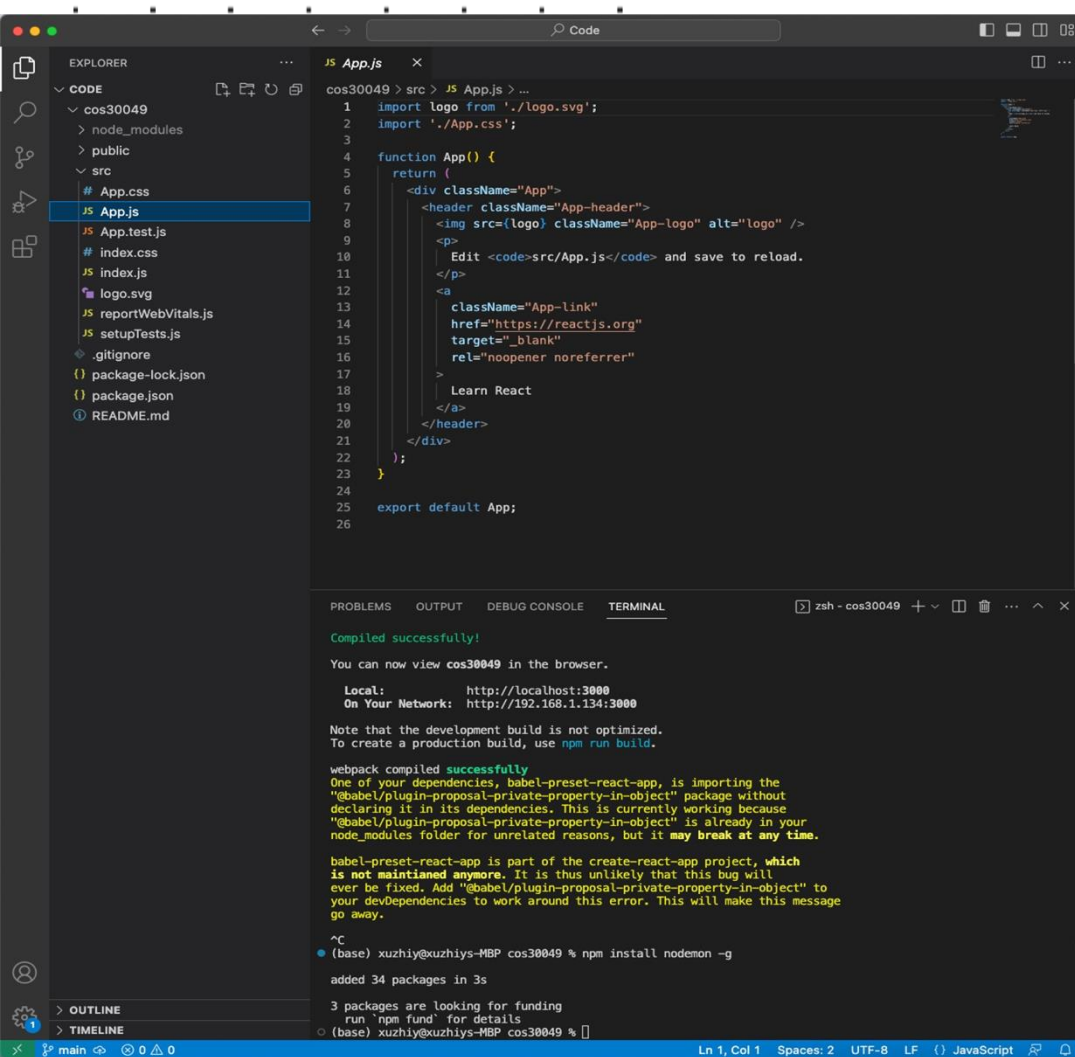 Code
EXPLORER
CODE
cos30049
node_modules
public
src
# App.css
JS App.js
JS App.test.js
# index.css
JS index.js
logo.svg
JS reportWebVitals.js
JS setupTests.js
.gitignore
{} package-lock.json
{} package.json
README.md
OUTLINE
TIMELINE
JS App.js
cos30049 > src > JS App.js > ...
1 import logo from './logo.svg';
2 import './App.css';
3
4 function App() {
5 return (
6 <div className="App">
7 <header className="App-header">
8 <img src={logo} className="App-logo" alt="logo" />
9 <p>
10 Edit <code>src/App.js</code> and save to reload.
11 </p>
12 <a
13 className="App-link"
14 href="https://reactjs.org"
15 target="_blank"
16 rel="noopener noreferrer"
17 >
18 Learn React
19 </a>
20 </header>
21 </div>
22 );
23 }
24
25 export default App;
26
PROBLEMS OUTPUT DEBUG CONSOLE TERMINAL zsh - cos30049
Compiled successfully!
You can now view cos30049 in the browser.
Local: http://localhost:3000
On Your Network: http://192.168.1.134:3000
Note that the development build is not optimized.
To create a production build, use npm run build.
webpack compiled successfully
One of your dependencies, babel-preset-react-app, is importing the
"@babel/plugin-proposal-private-property-in-object" package without
declaring it in its dependencies. This is currently working because
"@babel/plugin-proposal-private-property-in-object" is already in your
node_modules folder for unrelated reasons, but it may break at any time.
babel-preset-react-app is part of the create-react-app project, which
is not maintianed anymore. It is thus unlikely that this bug will
ever be fixed. Add "@babel/plugin-proposal-private-property-in-object" to
your devDependencies to work around this error. This will make this message
go away.
^C
(base) xuzhiy@xuzhiys-MBP cos30049 % npm install nodemon -g
added 34 packages in 3s
3 packages are looking for funding
run `npm fund` for details
(base) xuzhiy@xuzhiys-MBP cos30049 %
1
main 0 0 Ln 1, Col 1 Spaces: 2 UTF-8 LF {} JavaScript